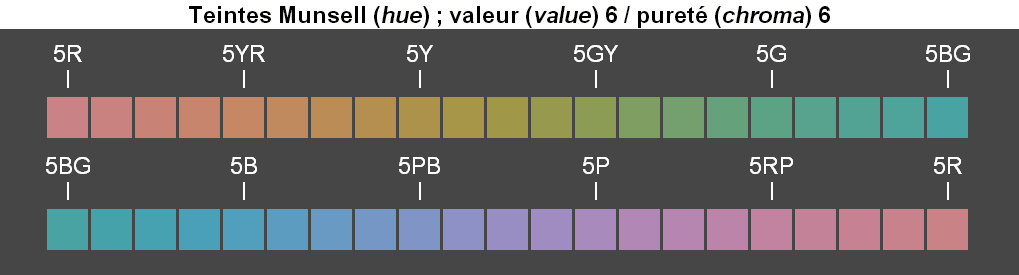 Teintes Munsell (hue) ; valeur (value) 6 / pureté (chroma) 6
5R 5YR 5Y 5GY 5G 5BG
5BG 5B 5PB 5P 5RP 5R